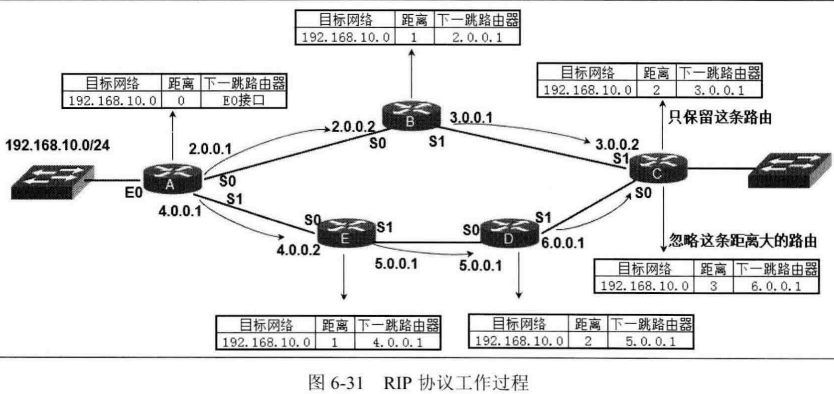 目标网络 距离 下一跳路由器
192.168.10.0 1 2.0.0.1
目标网络 距离 下一跳路由器
192.168.10.0 0 E0接口
目标网络 距离 下一跳路由器
192.168.10.0 2 3.0.0.1
只保留这条路由
192.168.10.0/24
2.0.0.1
2.0.0.2
B
3.0.0.1
3.0.0.2
S0
S1
S1
A
C
E0
S0
S0
S1
4.0.0.1
S0
S1
S0
S1
E
D
4.0.0.2
5.0.0.1
5.0.0.1
6.0.0.1
忽略这条距离大的路由
目标网络 距离 下一跳路由器
192.168.10.0 3 6.0.0.1
目标网络 距离 下一跳路由器
192.168.10.0 1 4.0.0.1
目标网络 距离 下一跳路由器
192.168.10.0 2 5.0.0.1
图 6-31 RIP 协议工作过程